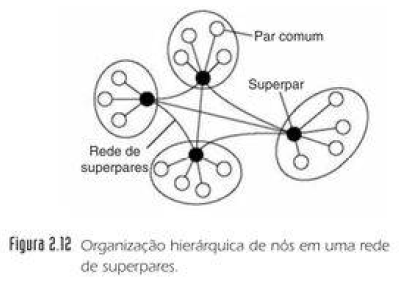 Par comum
Superpar
Rede de
superpares
Figura 2.12 Organização hierárquica de nós em uma rede
de superpares.